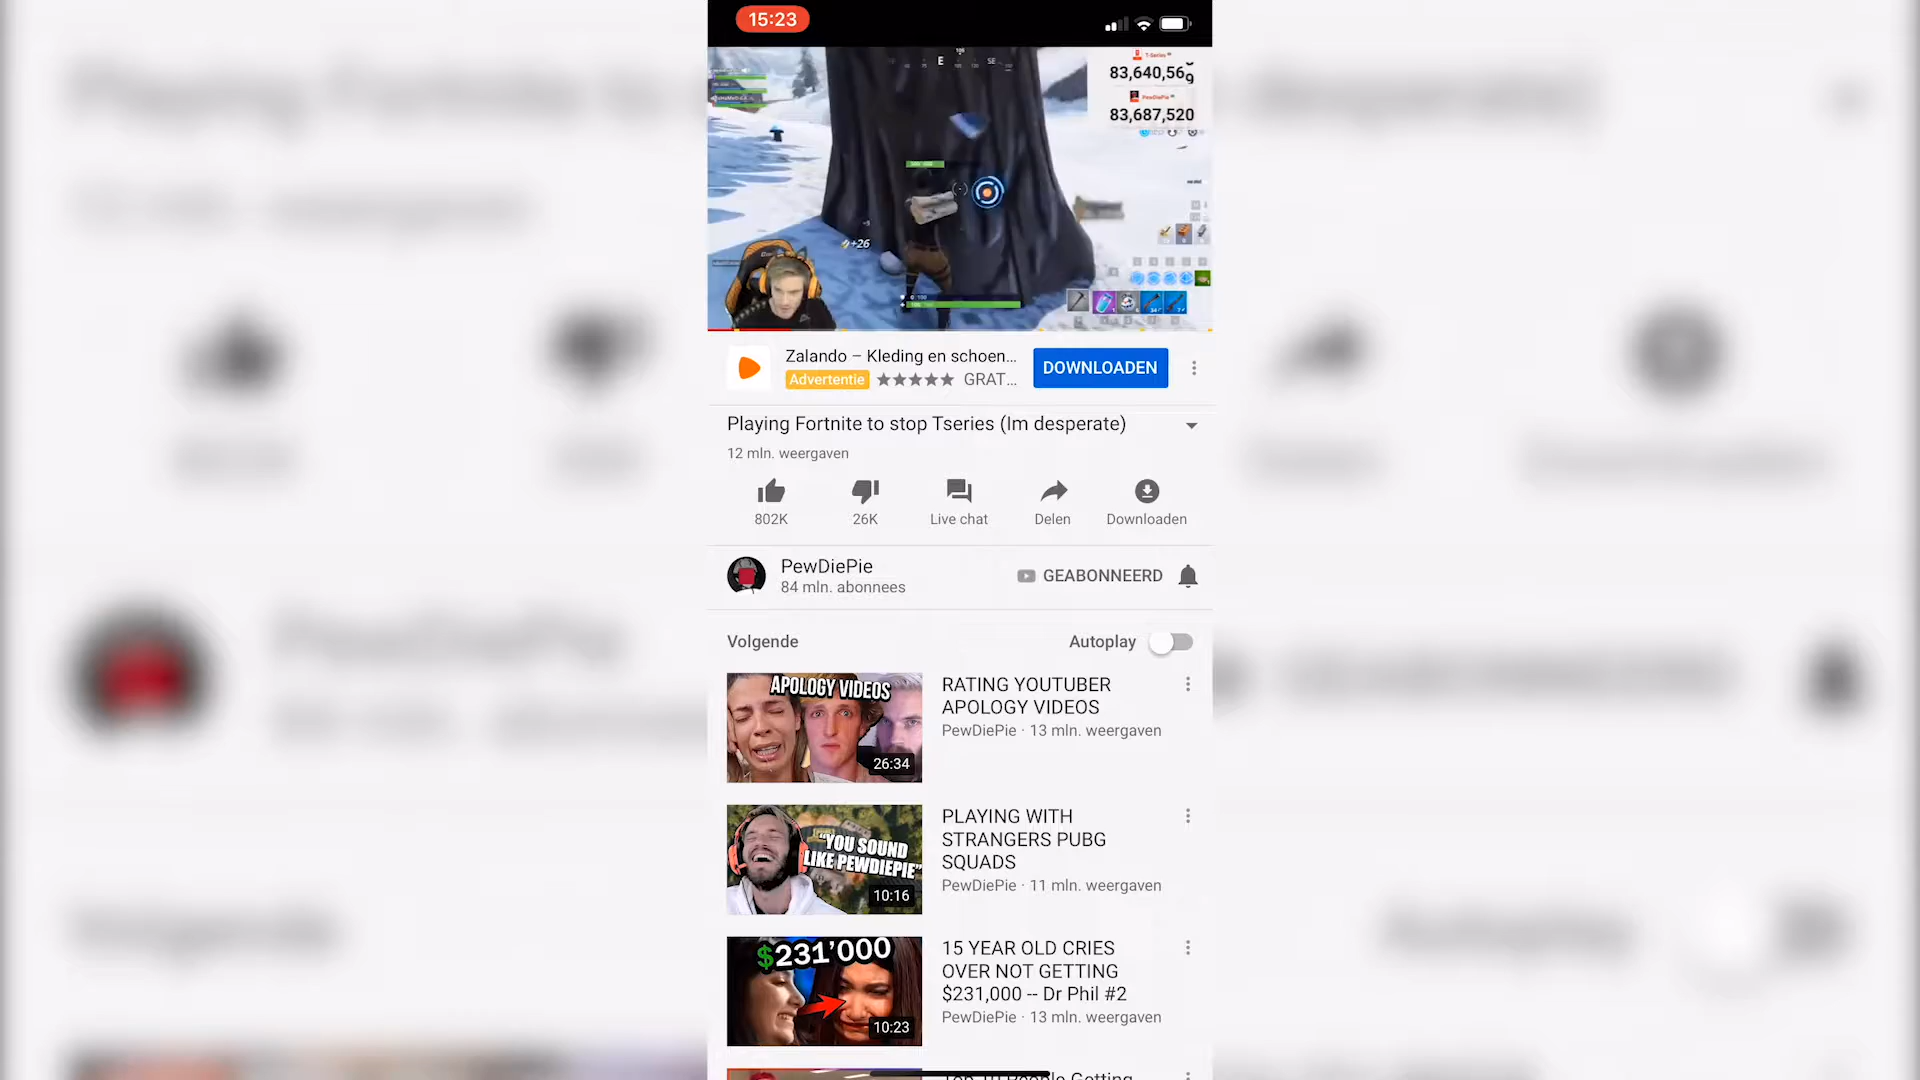 15:23
E
SE
T-Series
83,640,569
PewDiePie
83,687,520
+26
Zalando – Kleding en schoen...
Advertentie ★★★★★ GRAT...
DOWNLOADEN
Playing Fortnite to stop Tseries (Im desperate)
12 mln. weergaven
802K
26K
Live chat
Delen
Downloaden
PewDiePie
84 mln. abonnees
GEABONNEERD
Volgende
Autoplay
APOLOGY VIDEOS
26:34
RATING YOUTUBER
APOLOGY VIDEOS
PewDiePie · 13 mln. weergaven
"YOU SOUND
LIKE PEWDIEPIE"
10:16
PLAYING WITH
STRANGERS PUBG
SQUADS
PewDiePie · 11 mln. weergaven
$231'000
10:23
15 YEAR OLD CRIES
OVER NOT GETTING
$231,000 -- Dr Phil #2
PewDiePie · 13 mln. weergaven